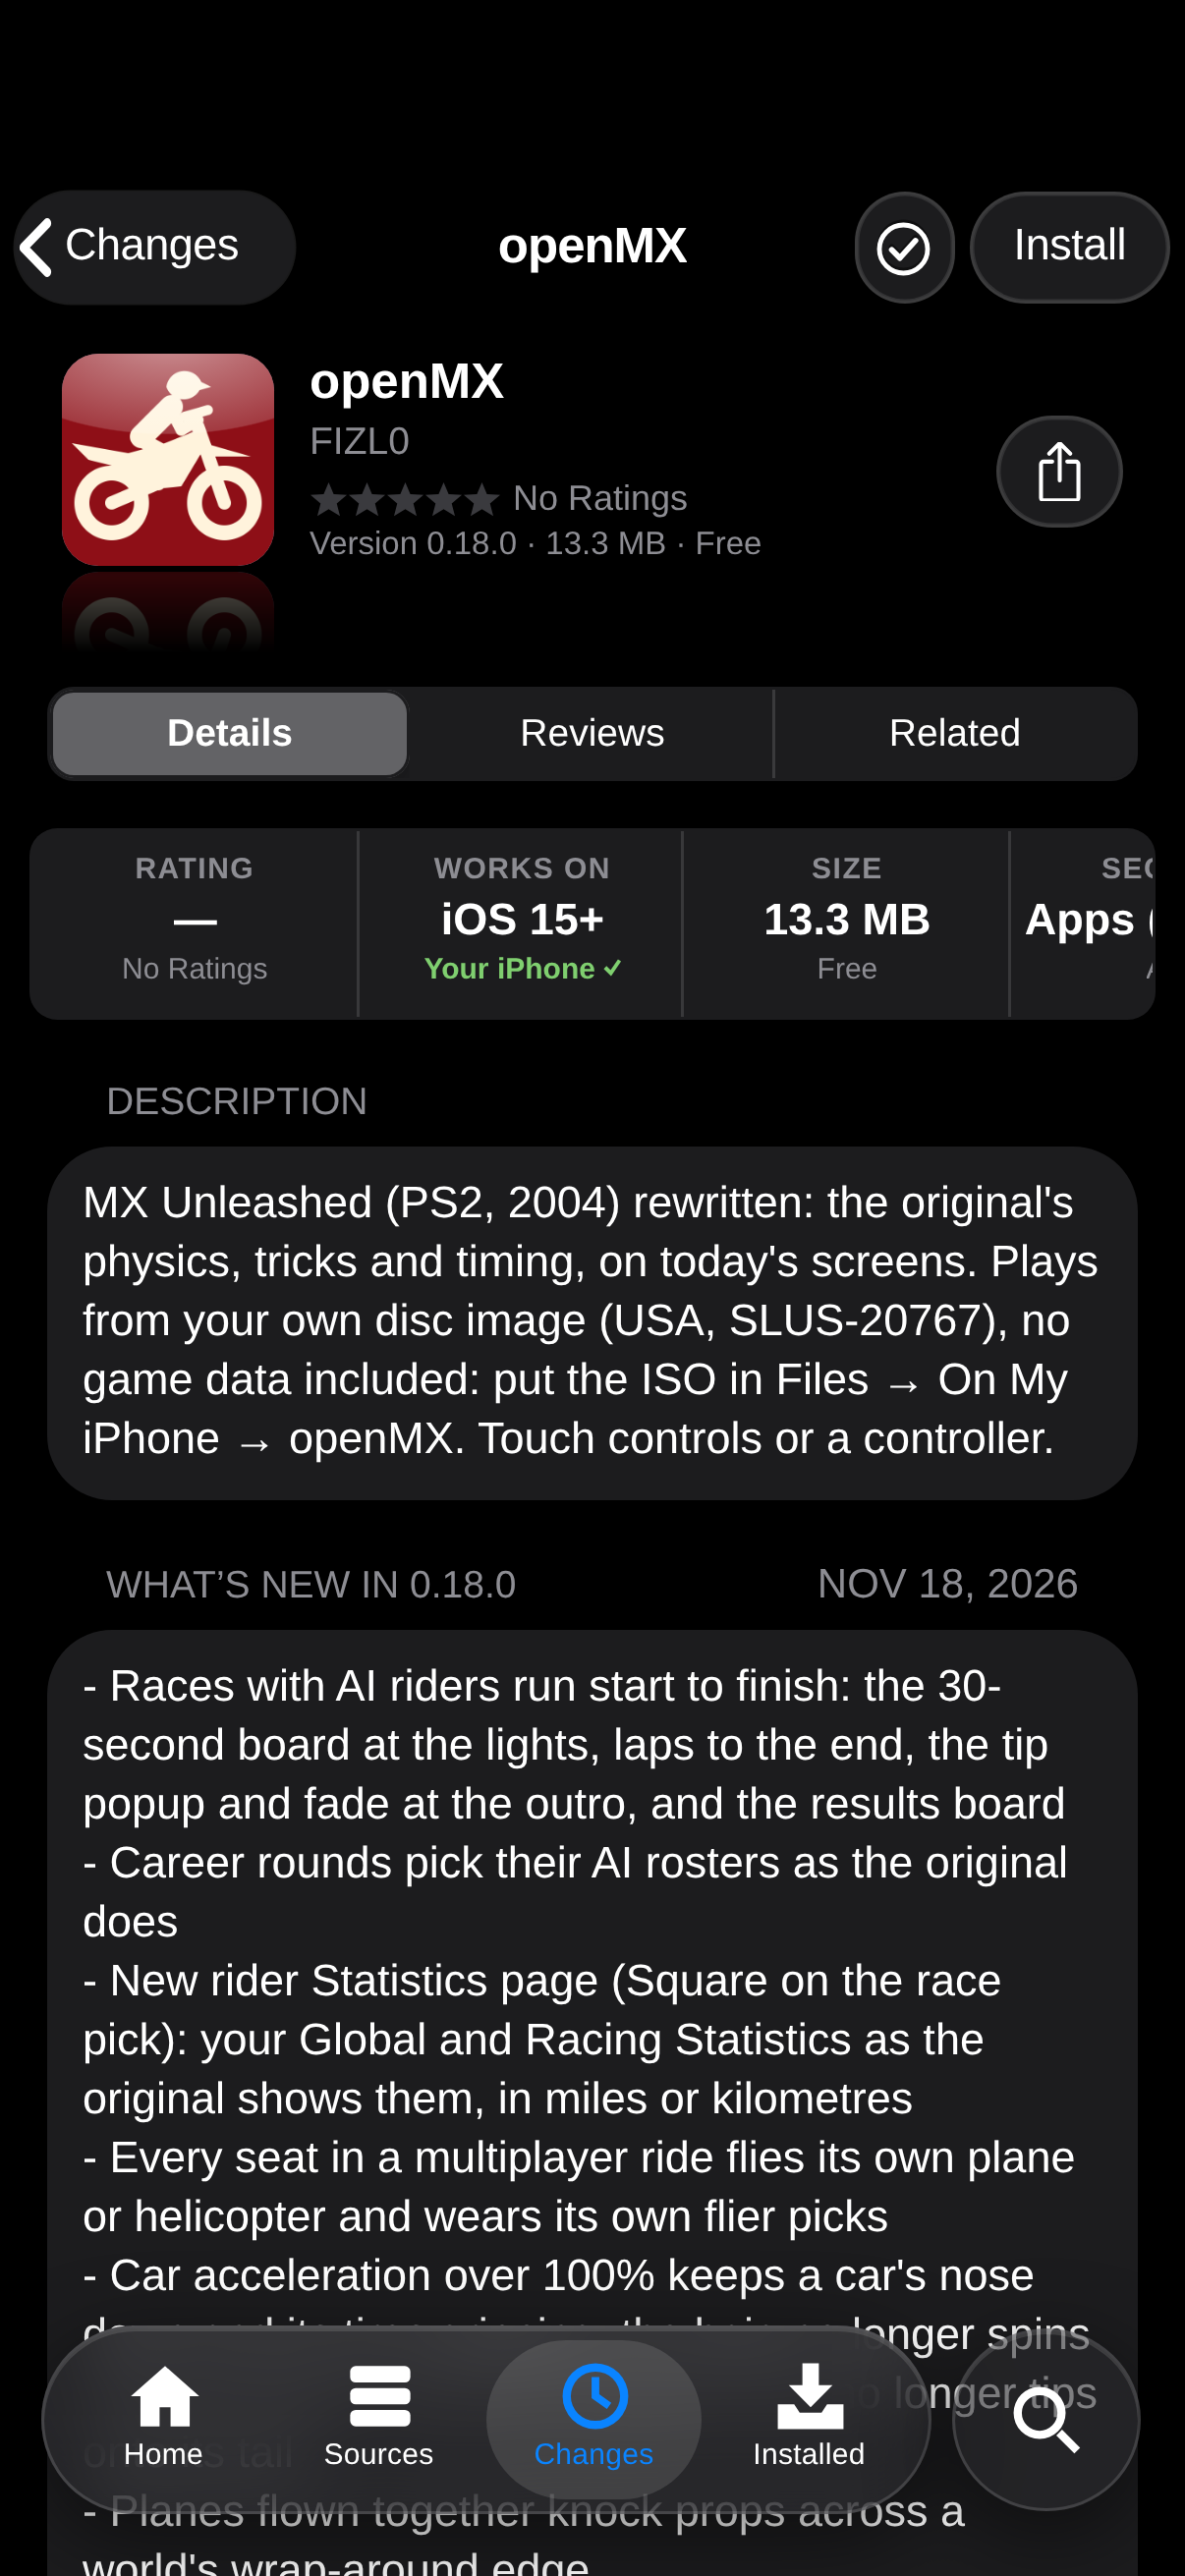 Changes
openMX
Install
openMX
FIZL0
No Ratings
Version 0.18.0 · 13.3 MB · Free
Details
Reviews
Related
RATING
WORKS ON
SIZE
—
iOS 15+
13.3 MB
Apps
No Ratings
Your iPhone ✓
Free
DESCRIPTION
MX Unleashed (PS2, 2004) rewritten: the original's
physics, tricks and timing, on today's screens. Plays
from your own disc image (USA, SLUS-20767), no
game data included: put the ISO in Files → On My
iPhone → openMX. Touch controls or a controller.
WHAT’S NEW IN 0.18.0
NOV 18, 2026
- Races with AI riders run start to finish: the 30-
second board at the lights, laps to the end, the tip
popup and fade at the outro, and the results board
- Career rounds pick their AI rosters as the original
does
- New rider Statistics page (Square on the race
pick): your Global and Racing Statistics as the
original shows them, in miles or kilometres
- Every seat in a multiplayer ride flies its own plane
or helicopter and wears its own flier picks
- Car acceleration over 100% keeps a car's nose
longer spins
longer tips
tail
Home
Sources
Changes
Installed
- Planes flown together knock props across a
world's wrap-around edge